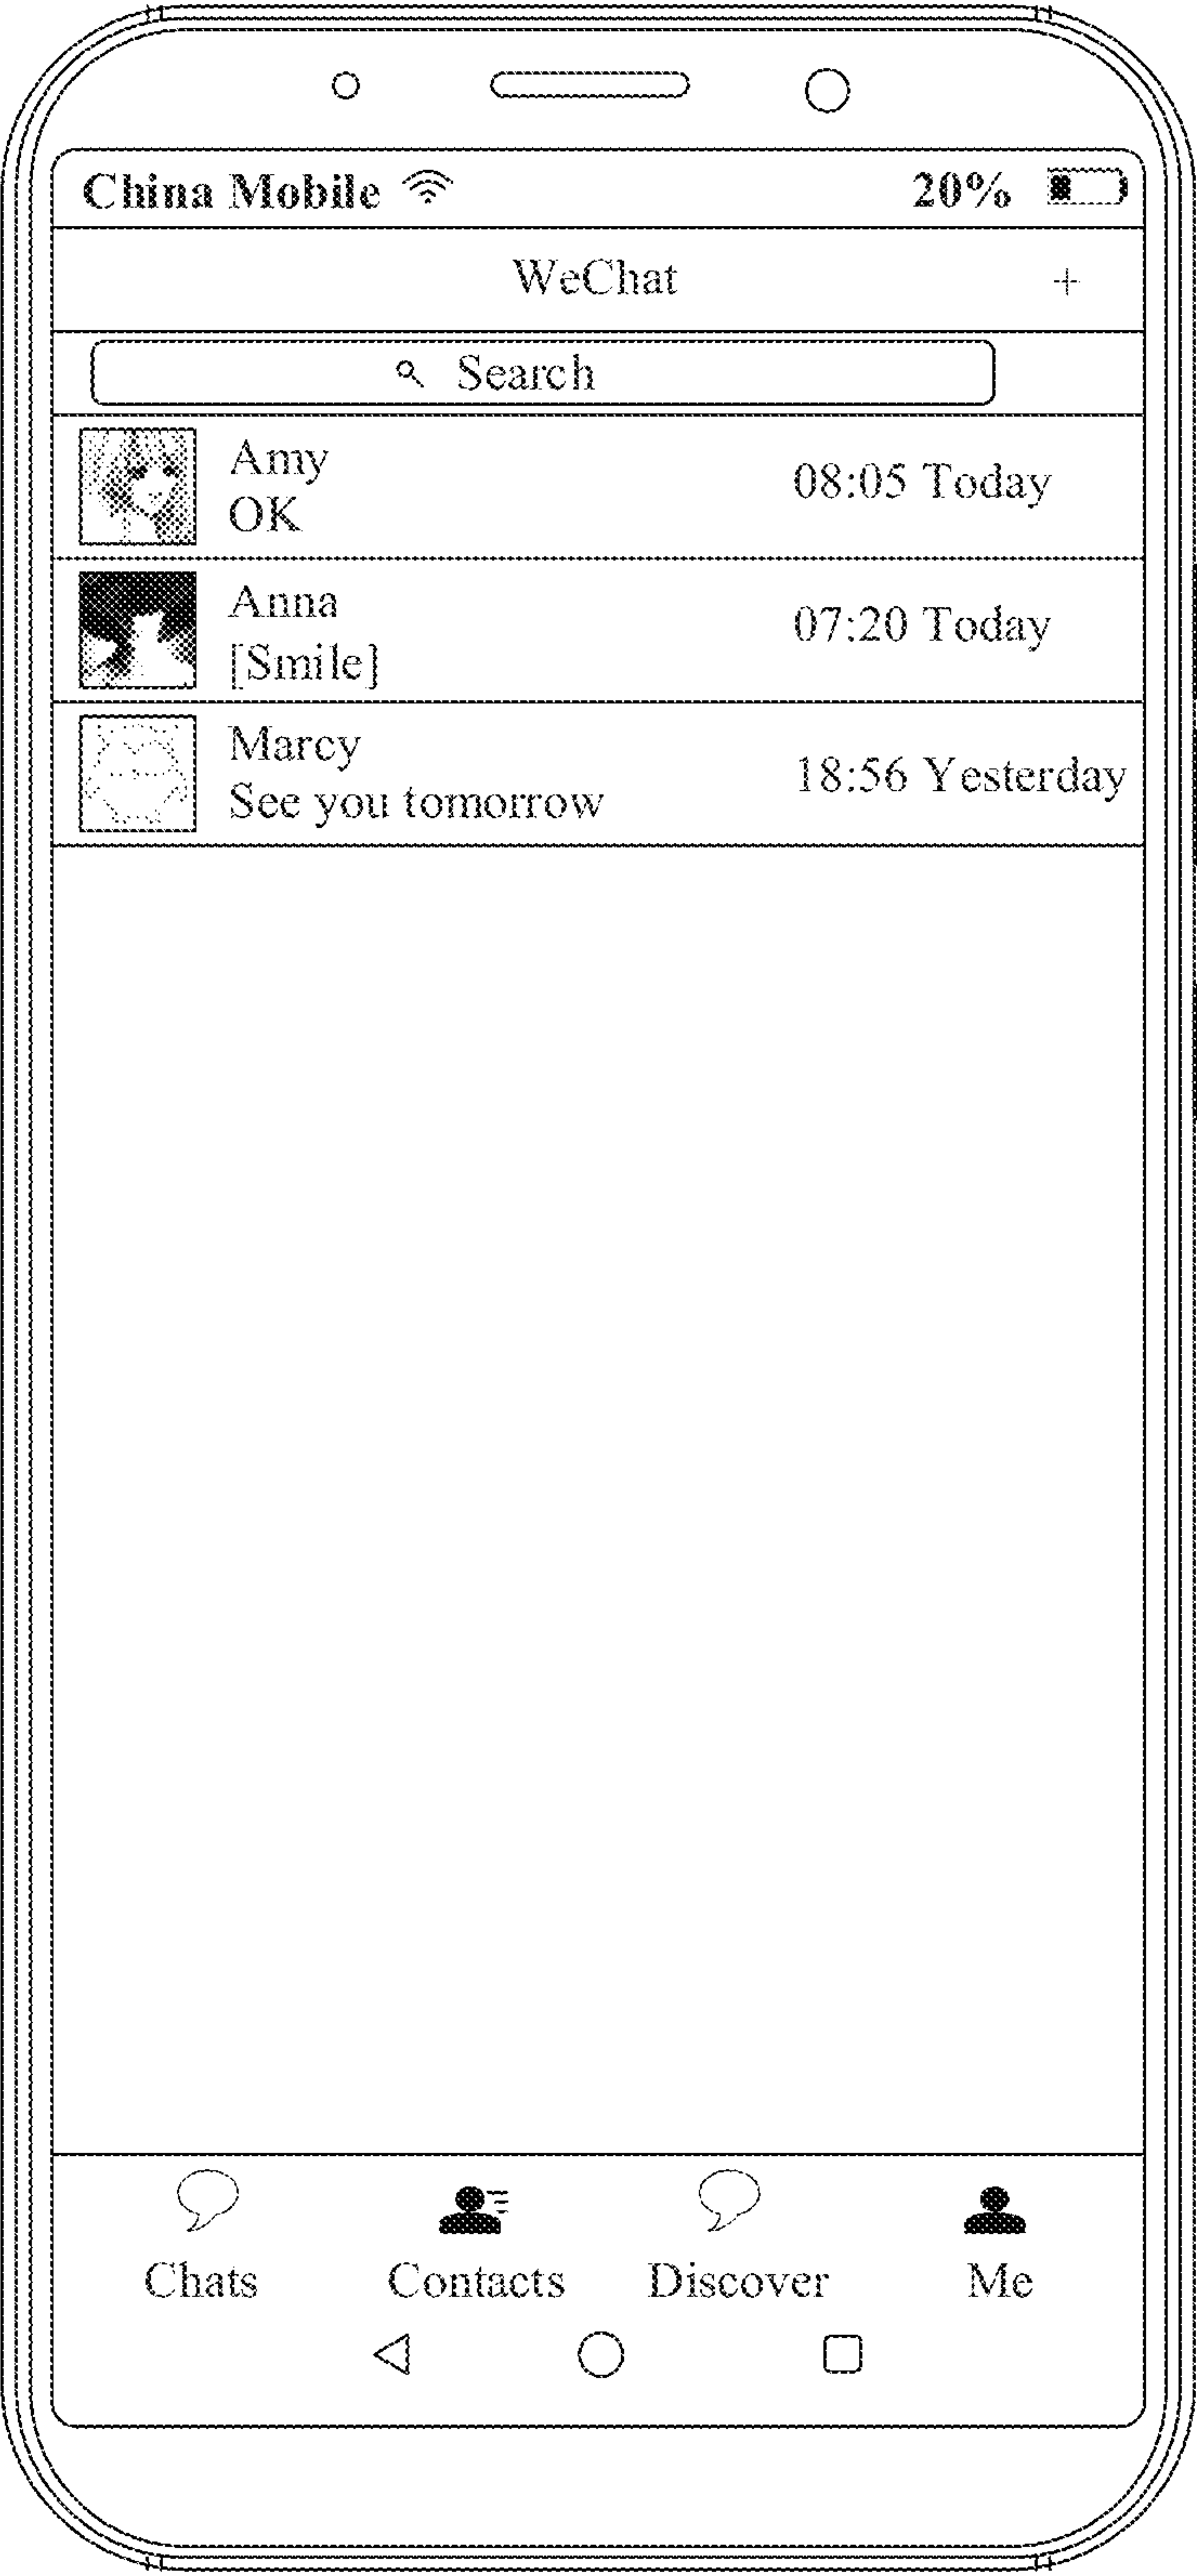 China Mobile 20%
WeChat +
Search
Amy
OK
08:05 Today
Anna
[Smile]
07:20 Today
Marcy
See you tomorrow
18:56 Yesterday
Chats Contacts Discover Me